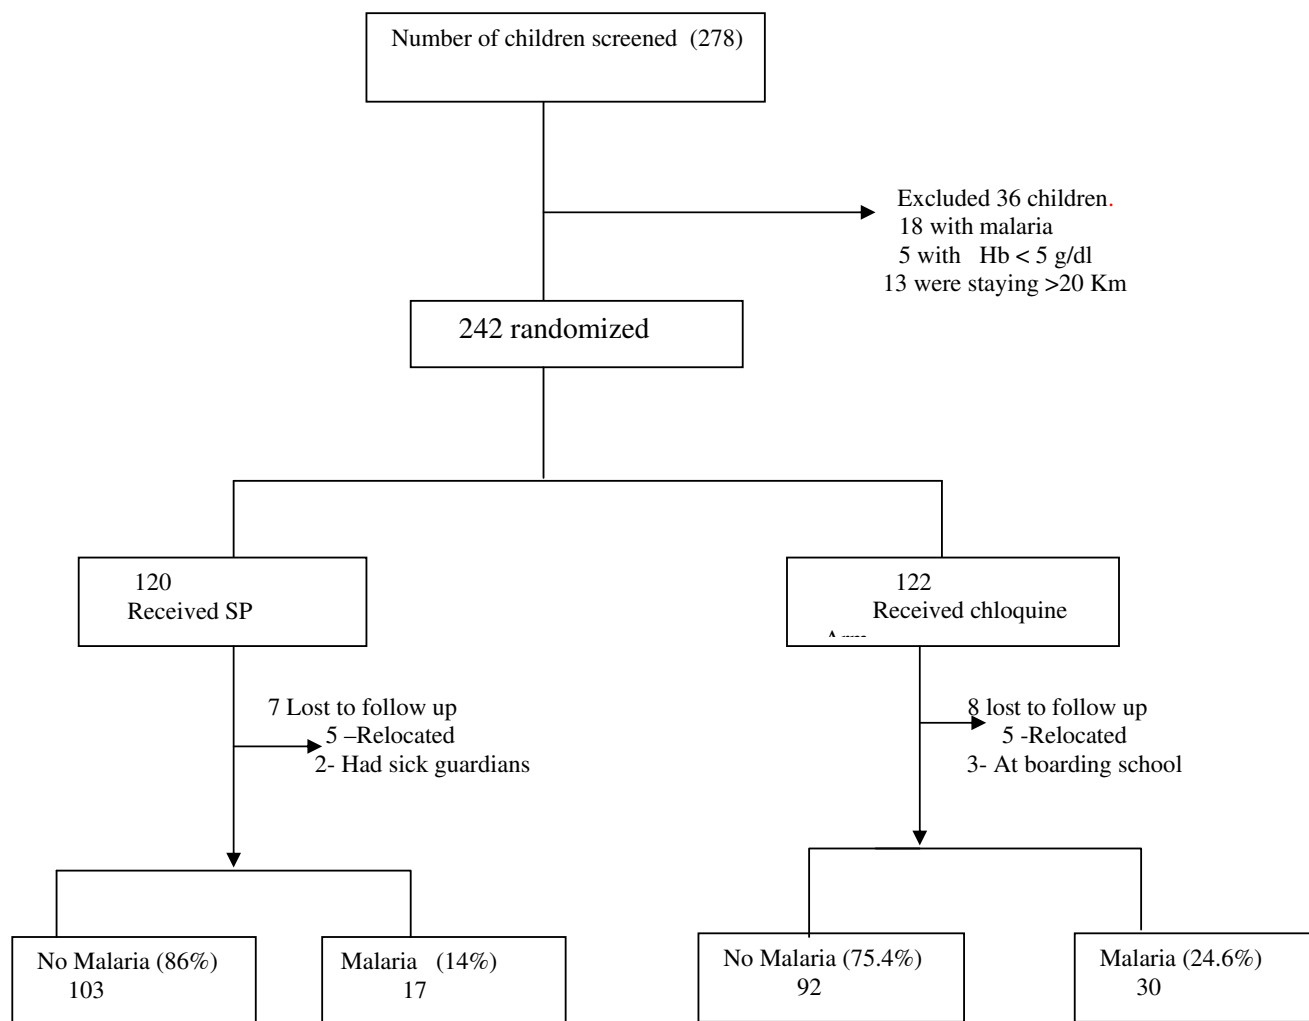 Number of children screened (278)
Excluded 36 children.
18 with malaria
5 with Hb < 5 g/dl
13 were staying >20 Km
242 randomized
120
Received SP
122
Received chloquine
7 Lost to follow up
5 –Relocated
2- Had sick guardians
8 lost to follow up
5 -Relocated
3- At boarding school
No Malaria (86%)
103
Malaria (14%)
17
No Malaria (75.4%)
92
Malaria (24.6%)
30